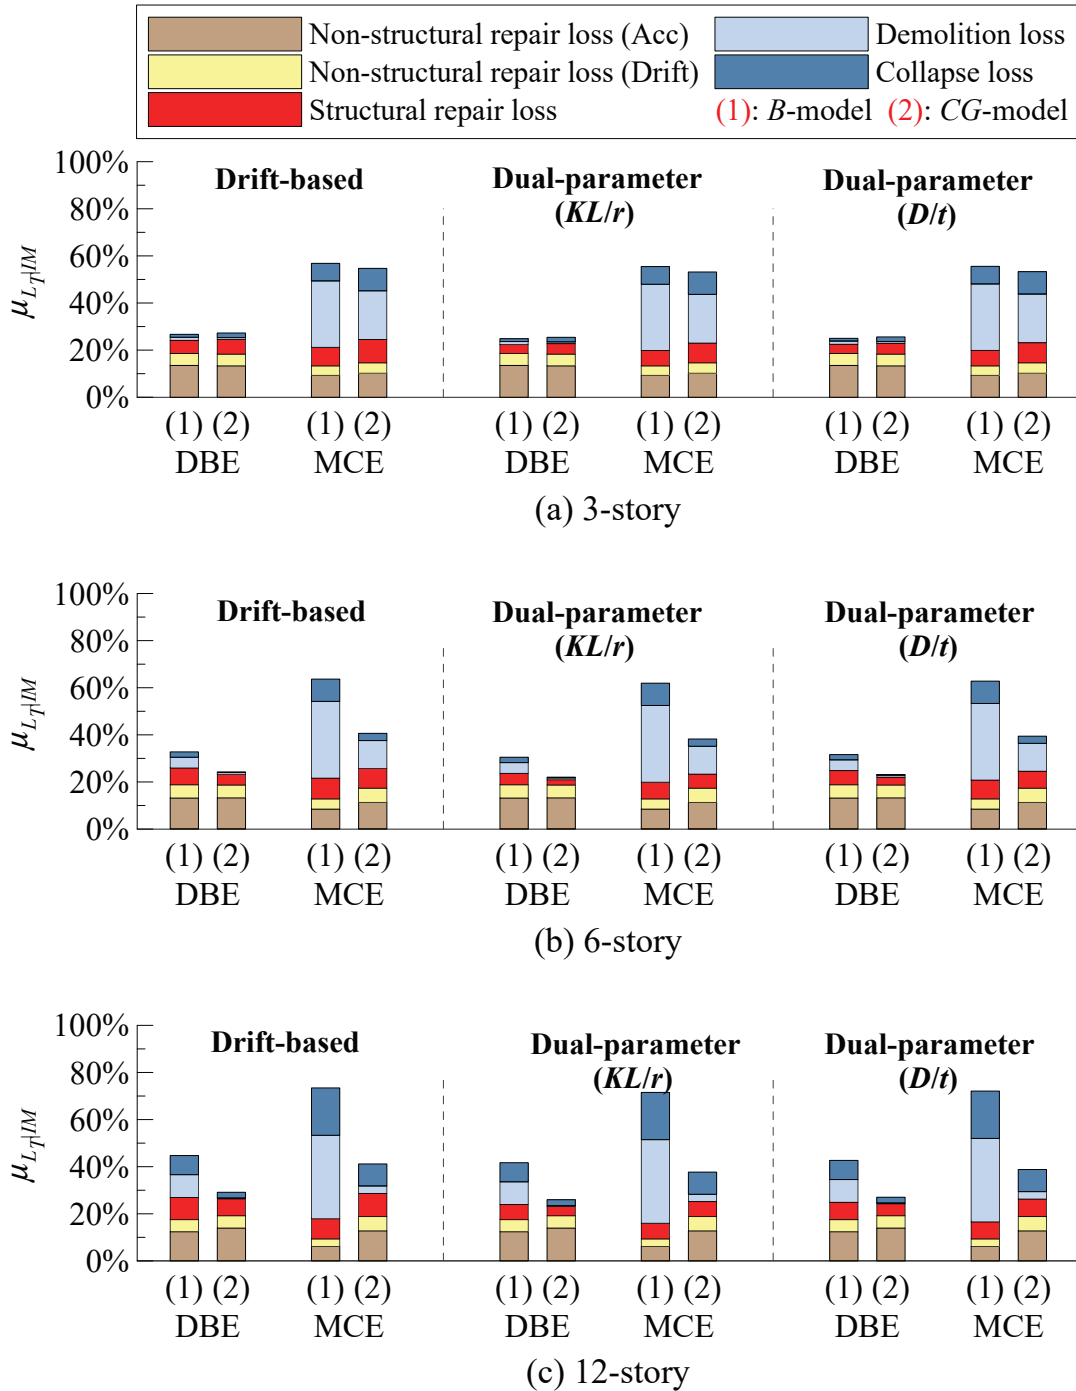 Non-structural repair loss (Acc)
Demolition loss
Non-structural repair loss (Drift)
Collapse loss
Structural repair loss
(1): B-model (2): CG-model
100%
80%
60%
40%
20%
0%
μ_{L_T|IM}
Drift-based
Dual-parameter
(KL/r)
Dual-parameter
(D/t)
(1) (2) (1) (2) (1) (2) (1) (2) (1) (2) (1) (2)
DBE MCE DBE MCE DBE MCE
(a) 3-story
100%
80%
60%
40%
20%
0%
μ_{L_T|IM}
Drift-based
Dual-parameter
(KL/r)
Dual-parameter
(D/t)
(1) (2) (1) (2) (1) (2) (1) (2) (1) (2) (1) (2)
DBE MCE DBE MCE DBE MCE
(b) 6-story
100%
80%
60%
40%
20%
0%
μ_{L_T|IM}
Drift-based
Dual-parameter
(KL/r)
Dual-parameter
(D/t)
(1) (2) (1) (2) (1) (2) (1) (2) (1) (2) (1) (2)
DBE MCE DBE MCE DBE MCE
(c) 12-story